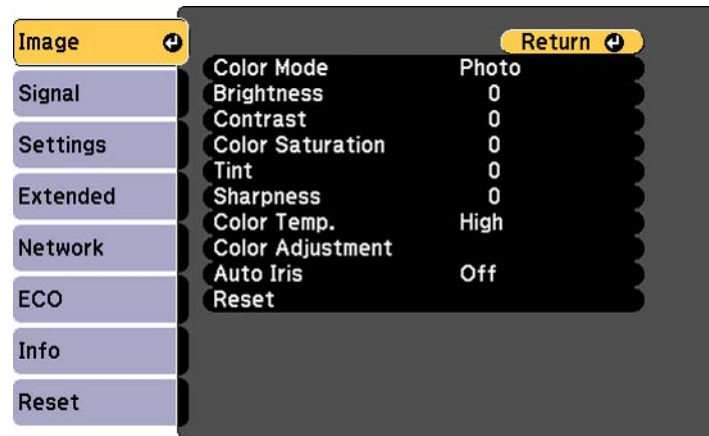 Image
Signal
Settings
Extended
Network
ECO
Info
Reset
Return
Color Mode Photo
Brightness 0
Contrast 0
Color Saturation 0
Tint 0
Sharpness 0
Color Temp. High
Color Adjustment
Auto Iris Off
Reset